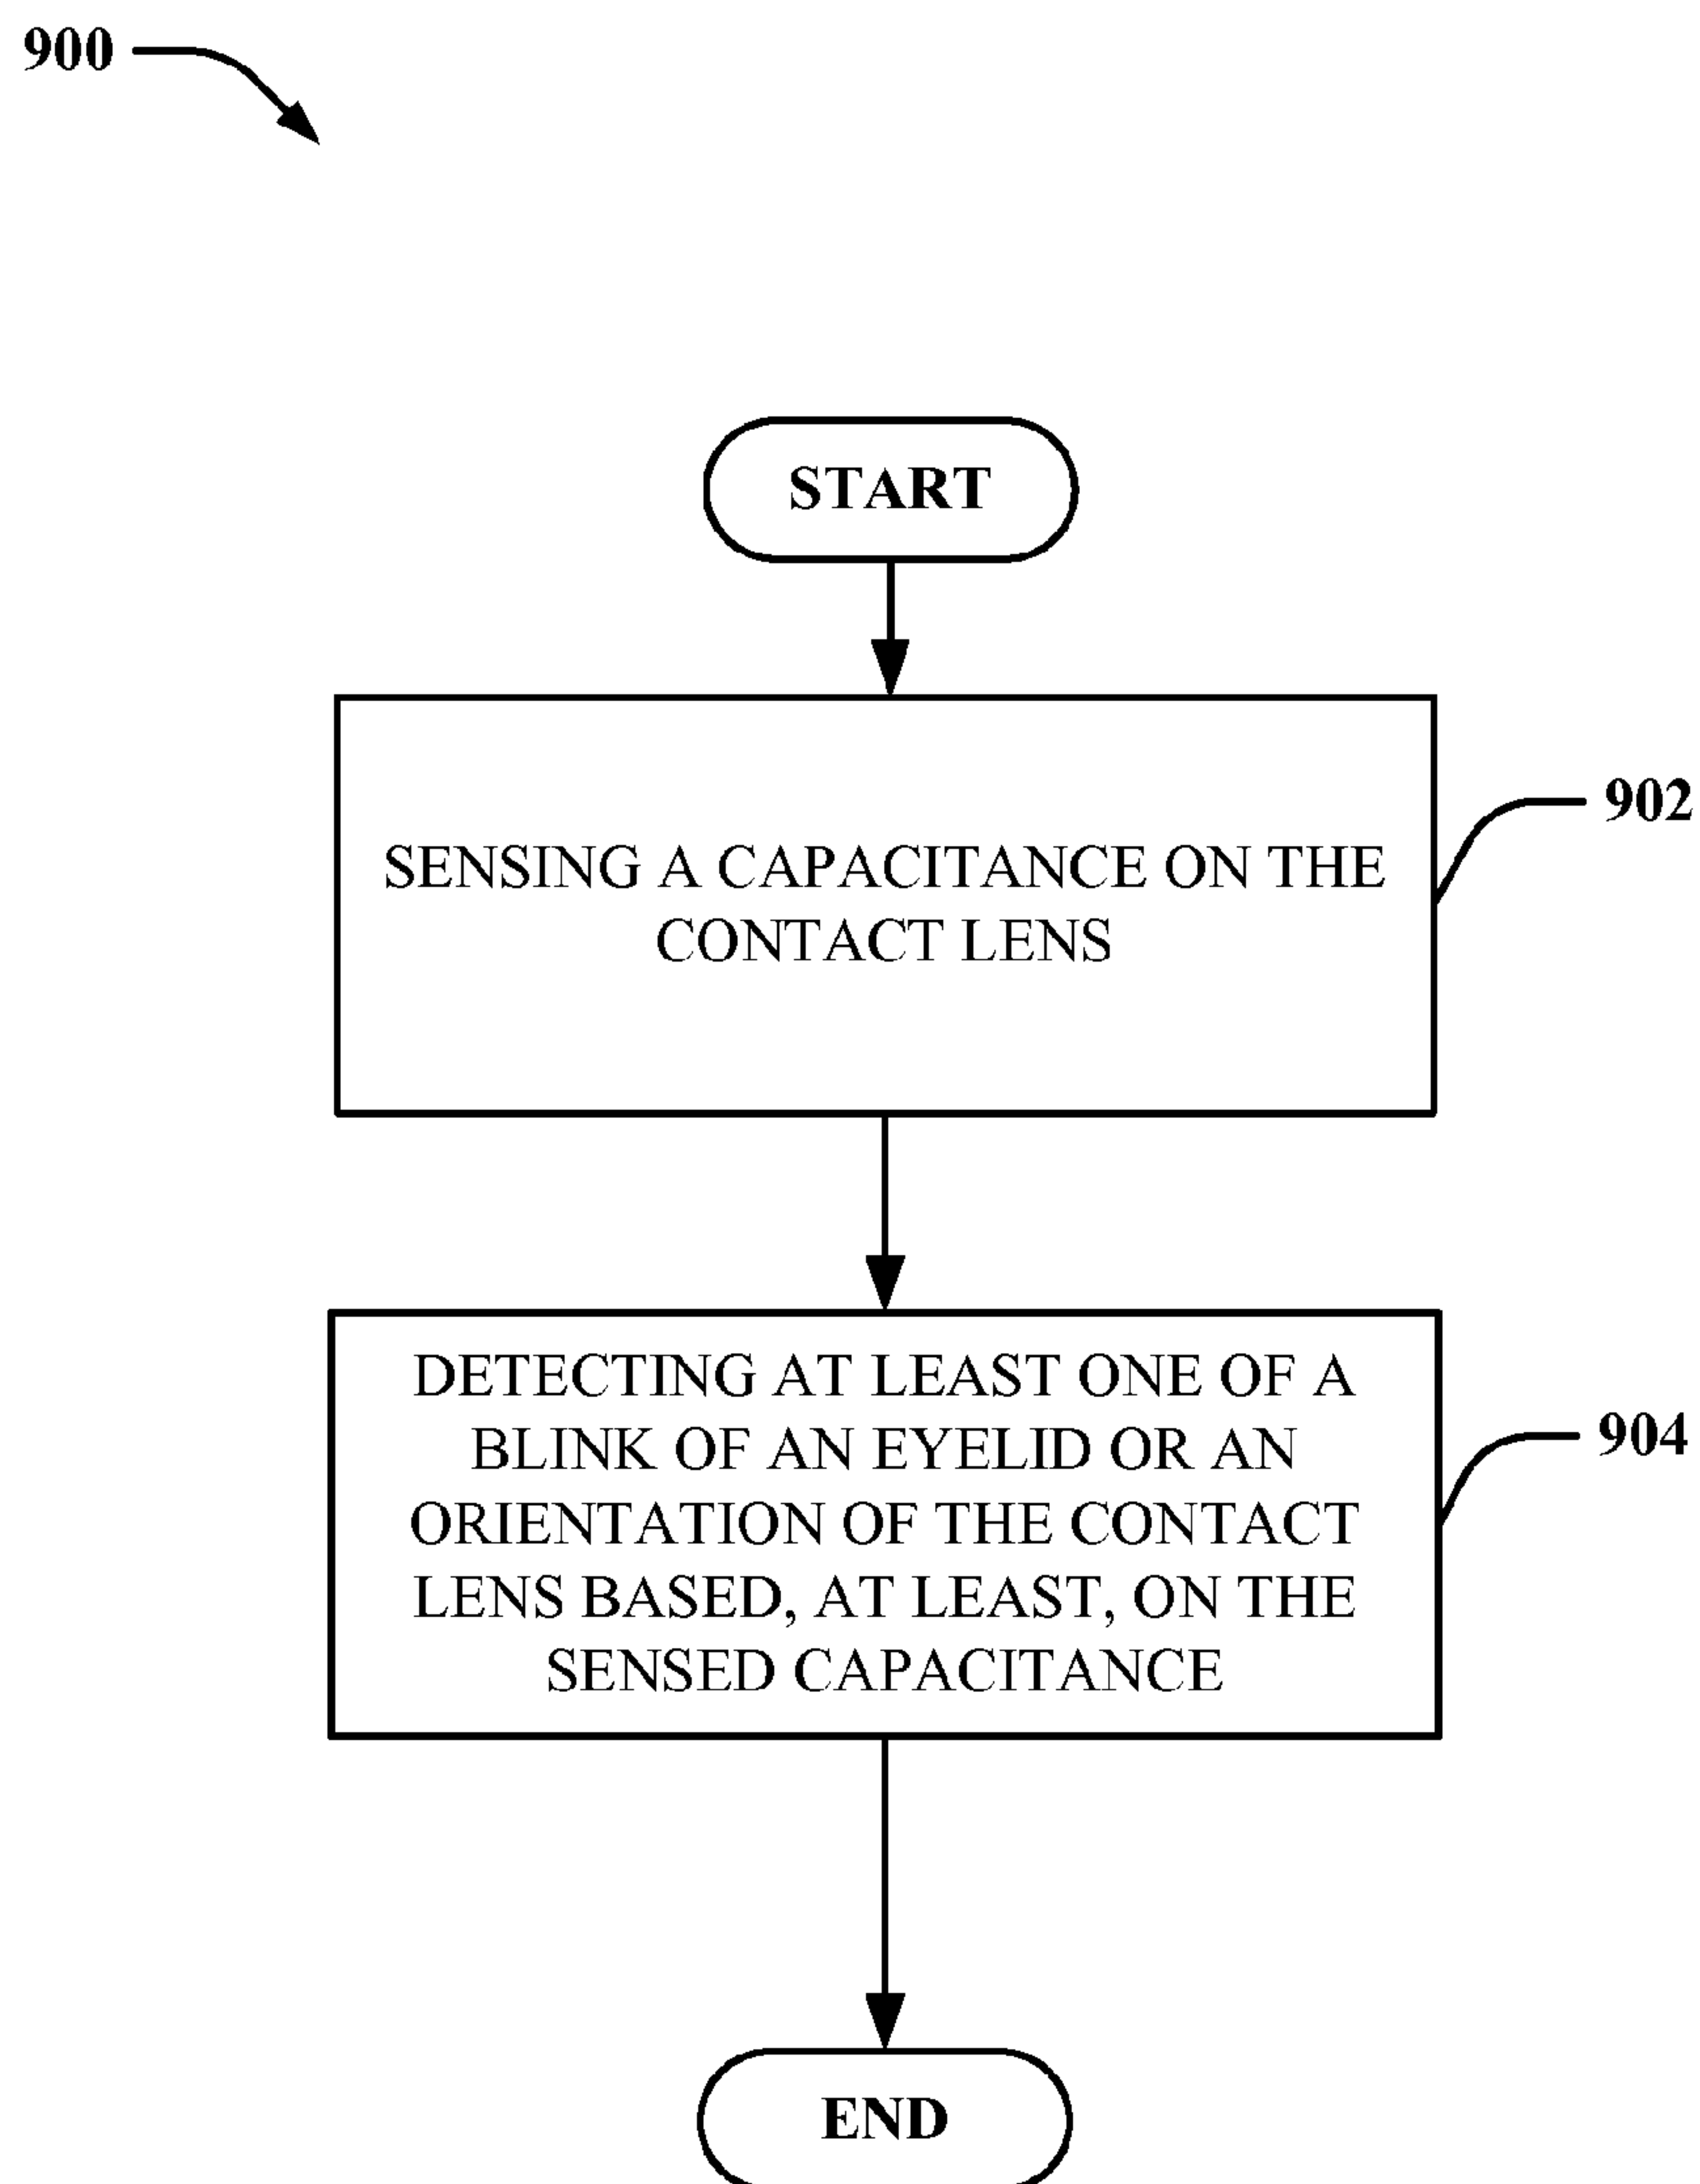 900
START
SENSING A CAPACITANCE ON THE
CONTACT LENS
902
DETECTING AT LEAST ONE OF A
BLINK OF AN EYELID OR AN
ORIENTATION OF THE CONTACT
LENS BASED, AT LEAST, ON THE
SENSED CAPACITANCE
904
END